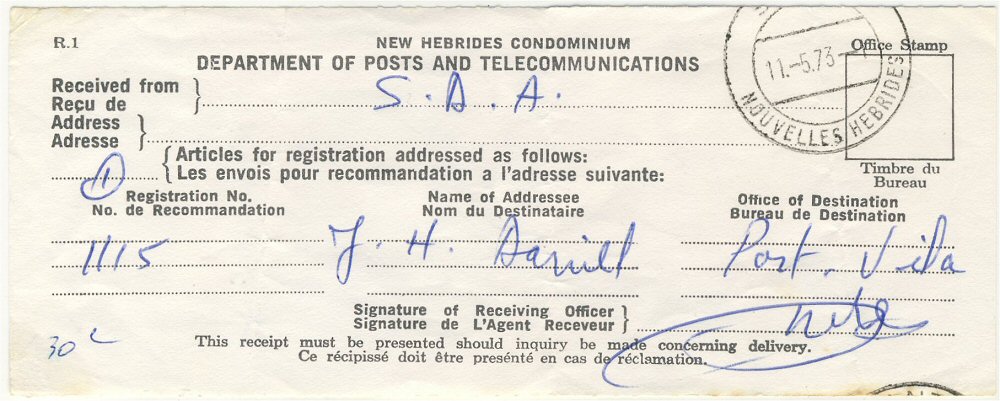 R.1
NEW HEBRIDES CONDOMINIUM
DEPARTMENT OF POSTS AND TELECOMMUNICATIONS
Office Stamp
11.-5.73
NOUVELLES HEBRIDES
Received from
Reçu de
S. D. A.
Address
Adresse
Timbre du
Bureau
1
Articles for registration addressed as follows:
Les envois pour recommandation a l'adresse suivante:
Registration No.
No. de Recommandation
Name of Addressee
Nom du Destinataire
Office of Destination
Bureau de Destination
1115 J. H. Daniel Port. Vila
Signature of Receiving Officer
Signature de L'Agent Receveur
30 c
This receipt must be presented should inquiry be made concerning delivery.
Ce récipissé doit être presénté en cas de réclamation.